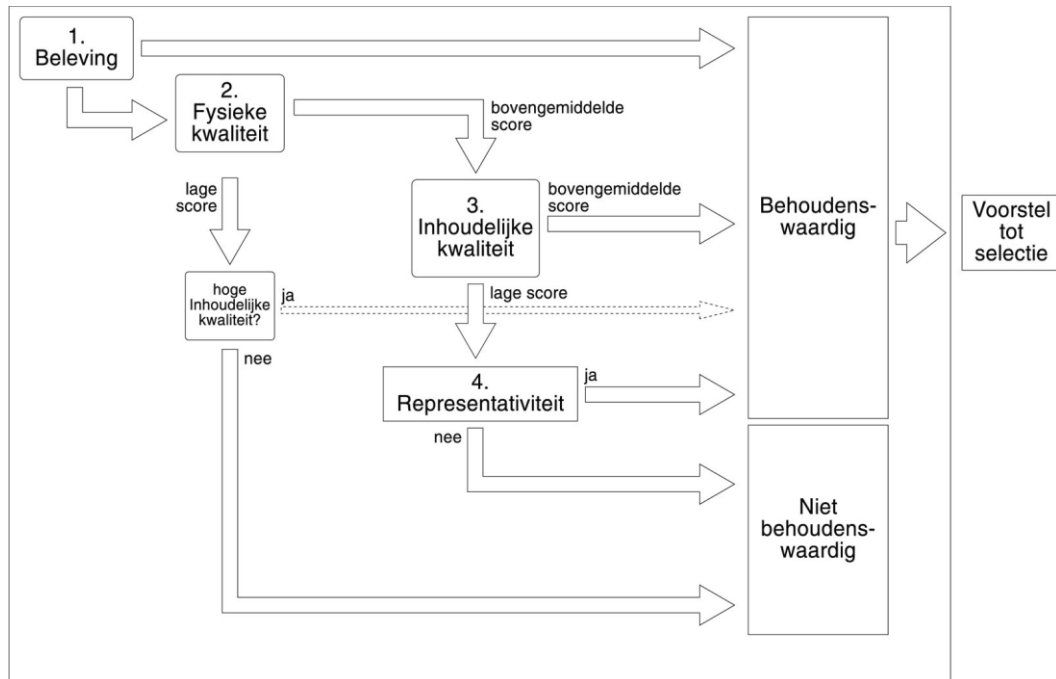 1.
Beleving
2.
Fysieke
kwaliteit
bovengemiddelde
score
lage
score
3.
Inhoudelijke
kwaliteit
bovengemiddelde
score
Behoudens-
waardig
Voorstel
tot
selectie
hoge
Inhoudelijke
kwaliteit?
ja
lage score
nee
4.
Representativiteit
ja
nee
Niet
behoudens-
waardig